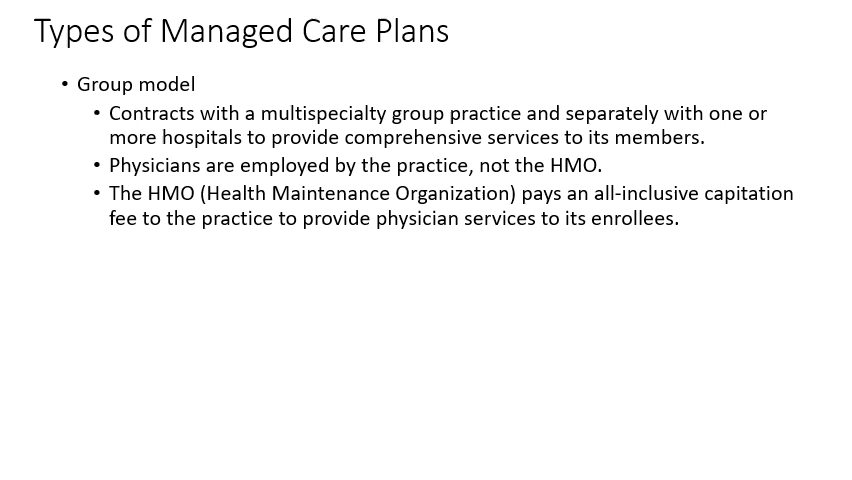 Types of Managed Care Plans
• Group model
• Contracts with a multispecialty group practice and separately with one or
more hospitals to provide comprehensive services to its members.
• Physicians are employed by the practice, not the HMO.
• The HMO (Health Maintenance Organization) pays an all-inclusive capitation
fee to the practice to provide physician services to its enrollees.